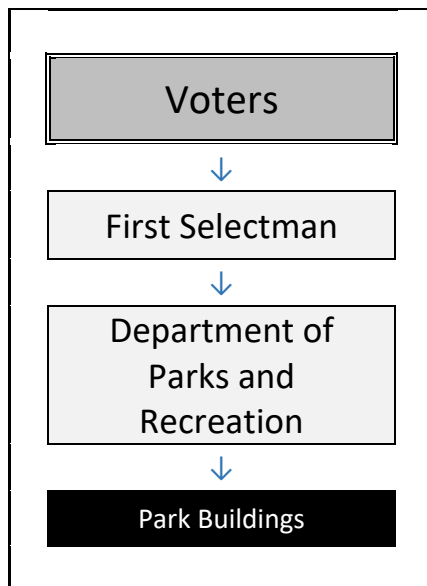 Voters
↓
First Selectman
↓
Department of
Parks and
Recreation
↓
Park Buildings